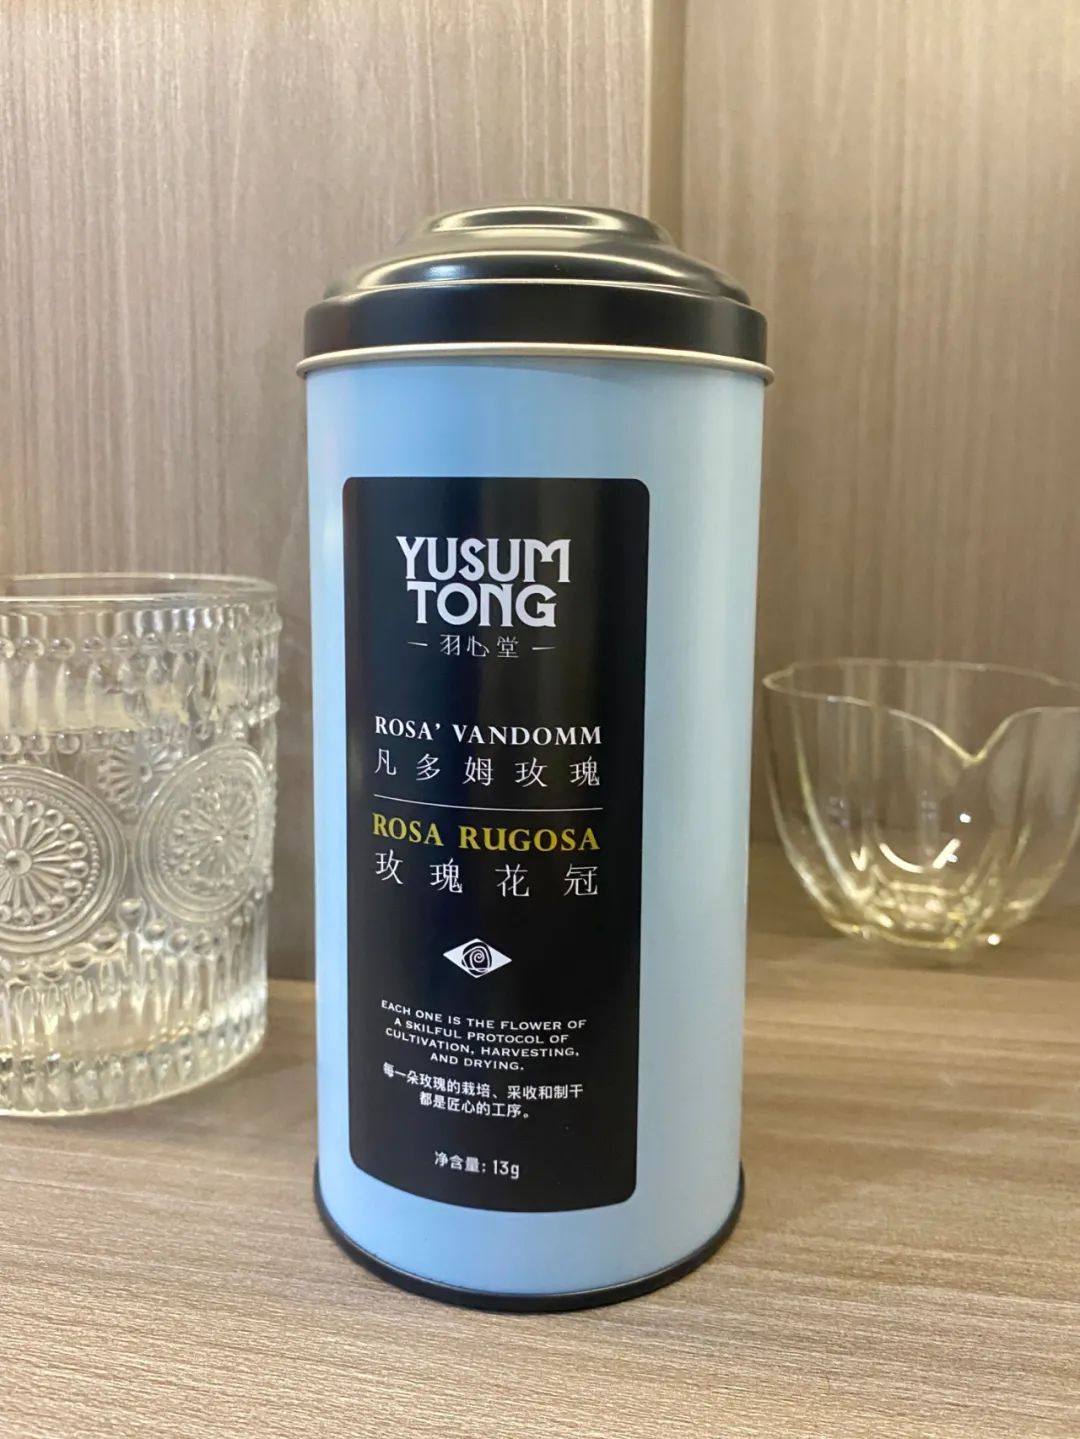 YUSUM
TONG
羽心堂
ROSA’ VANDOMM
凡多姆玫瑰
ROSA RUGOSA
玫瑰花冠
EACH ONE IS THE FLOWER OF
A SKILFUL PROTOCOL OF
CULTIVATION, HARVESTING,
AND DRYING.
每一朵玫瑰的栽培、采收和制干
都是匠心的工序。
净含量: 13g